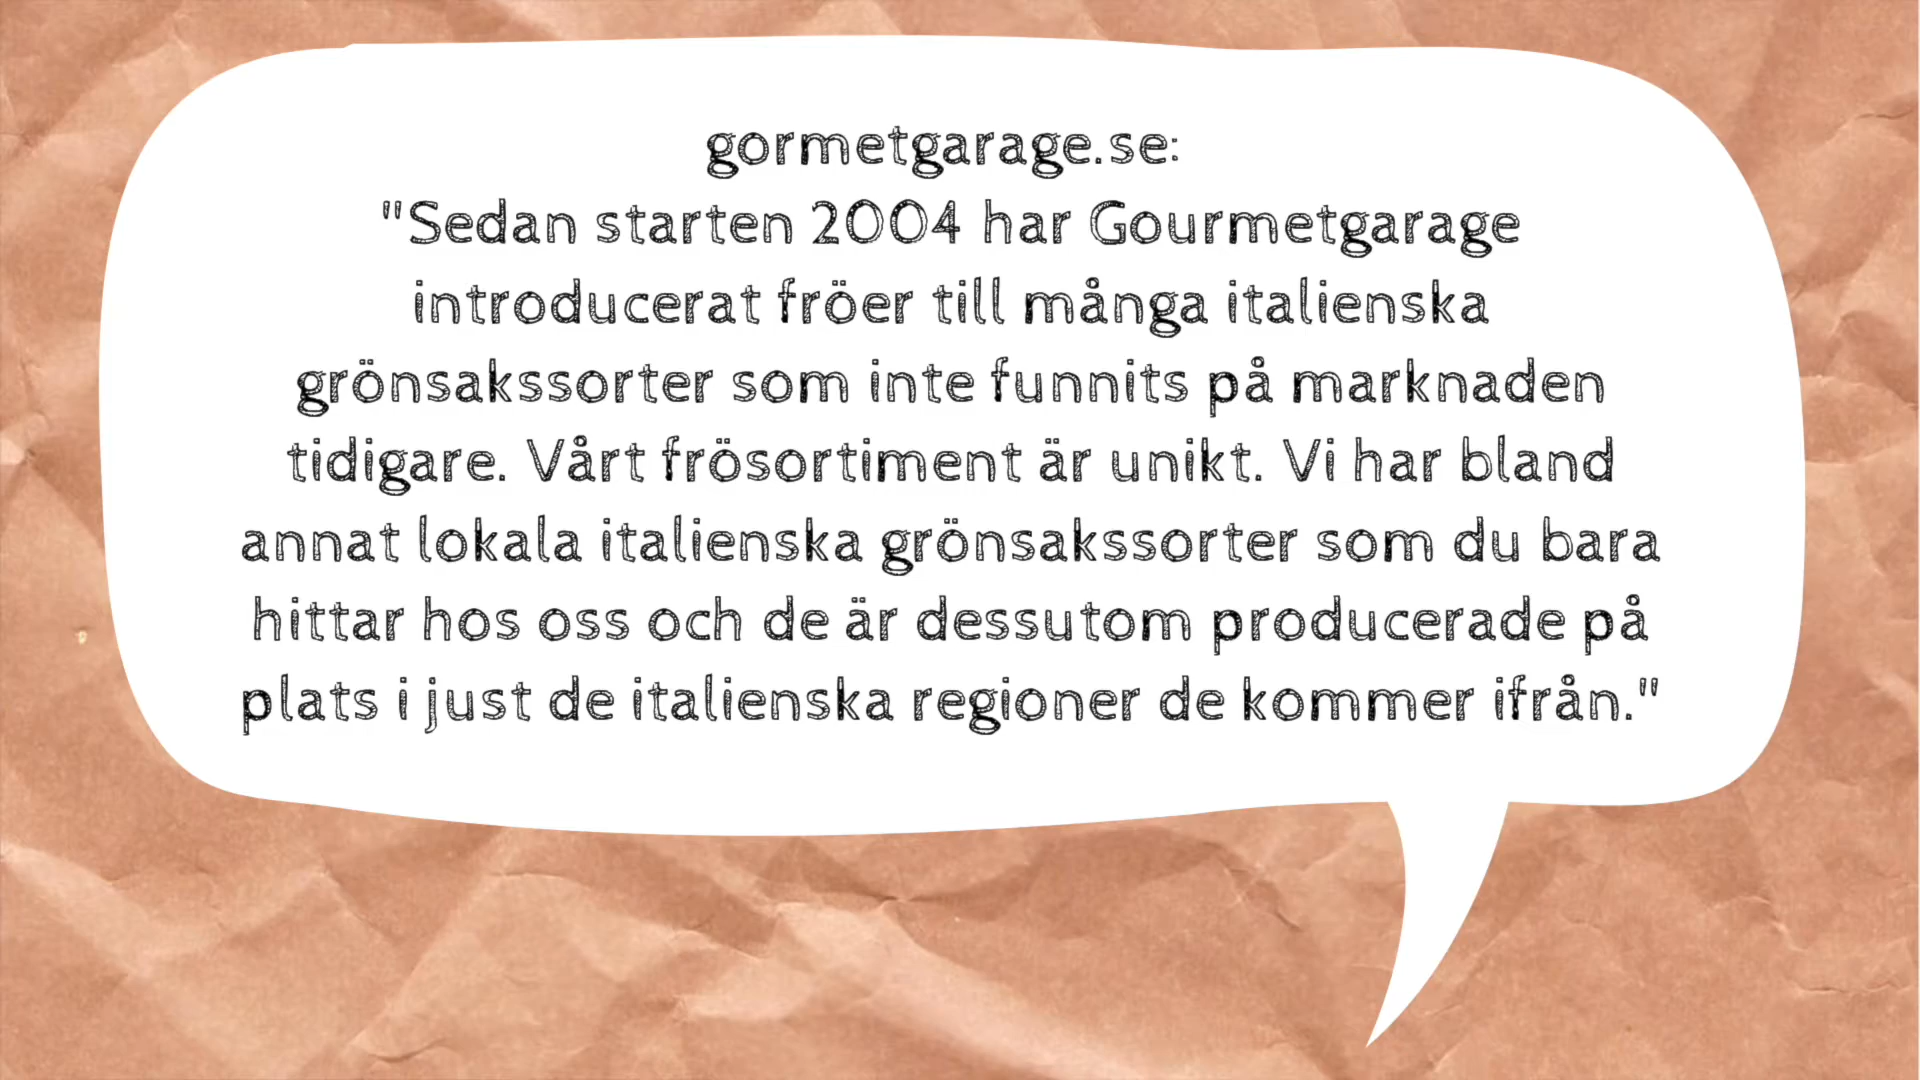 gormetgarage.se:
"Sedan starten 2004 har Gourmetgarage
introducerat fröer till många italienska
grönsakssorter som inte funnits på marknaden
tidigare. Vårt frösortiment är unikt. Vi har bland
annat lokala italienska grönsakssorter som du bara
hittar hos oss och de är dessutom producerade på
plats i just de italienska regioner de kommer ifrån."